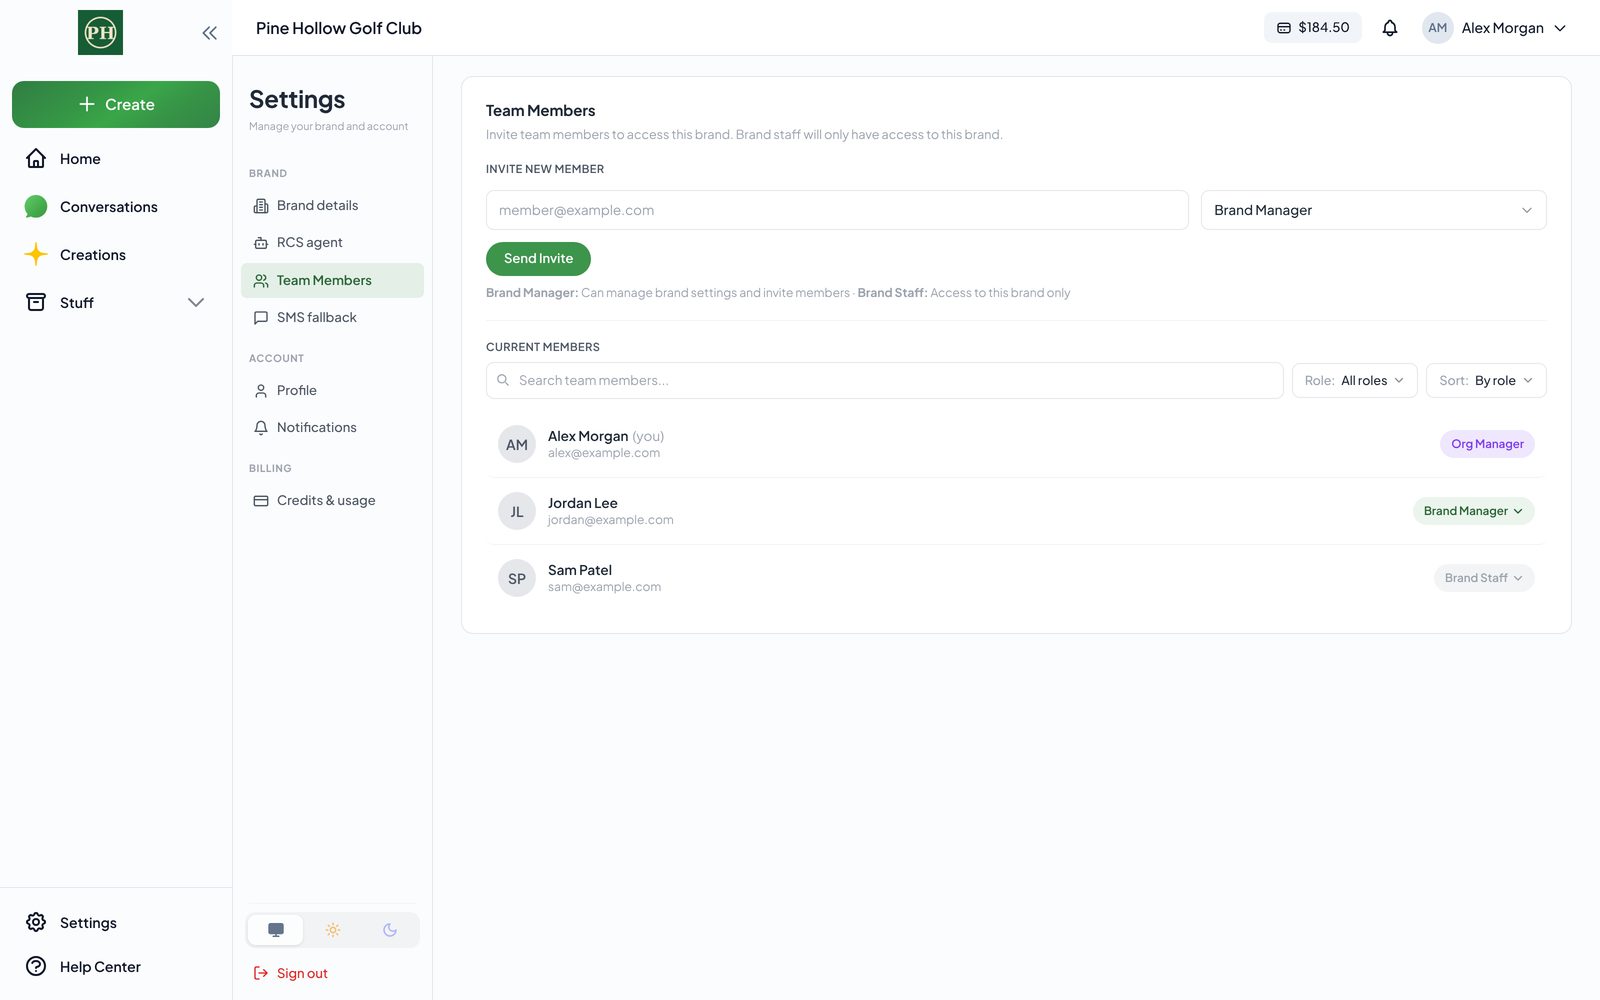 PH
Pine Hollow Golf Club
$184.50
AM
Alex Morgan
Create
Home
Conversations
Creations
Stuff
Settings
Help Center
Settings
Manage your brand and account
BRAND
Brand details
RCS agent
Team Members
SMS fallback
ACCOUNT
Profile
Notifications
BILLING
Credits & usage
Sign out
Team Members
Invite team members to access this brand. Brand staff will only have access to this brand.
INVITE NEW MEMBER
member@example.com
Brand Manager
Send Invite
Brand Manager: Can manage brand settings and invite members · Brand Staff: Access to this brand only
CURRENT MEMBERS
Search team members...
Role: All roles
Sort: By role
AM
Alex Morgan (you)
alex@example.com
Org Manager
JL
Jordan Lee
jordan@example.com
Brand Manager
SP
Sam Patel
sam@example.com
Brand Staff